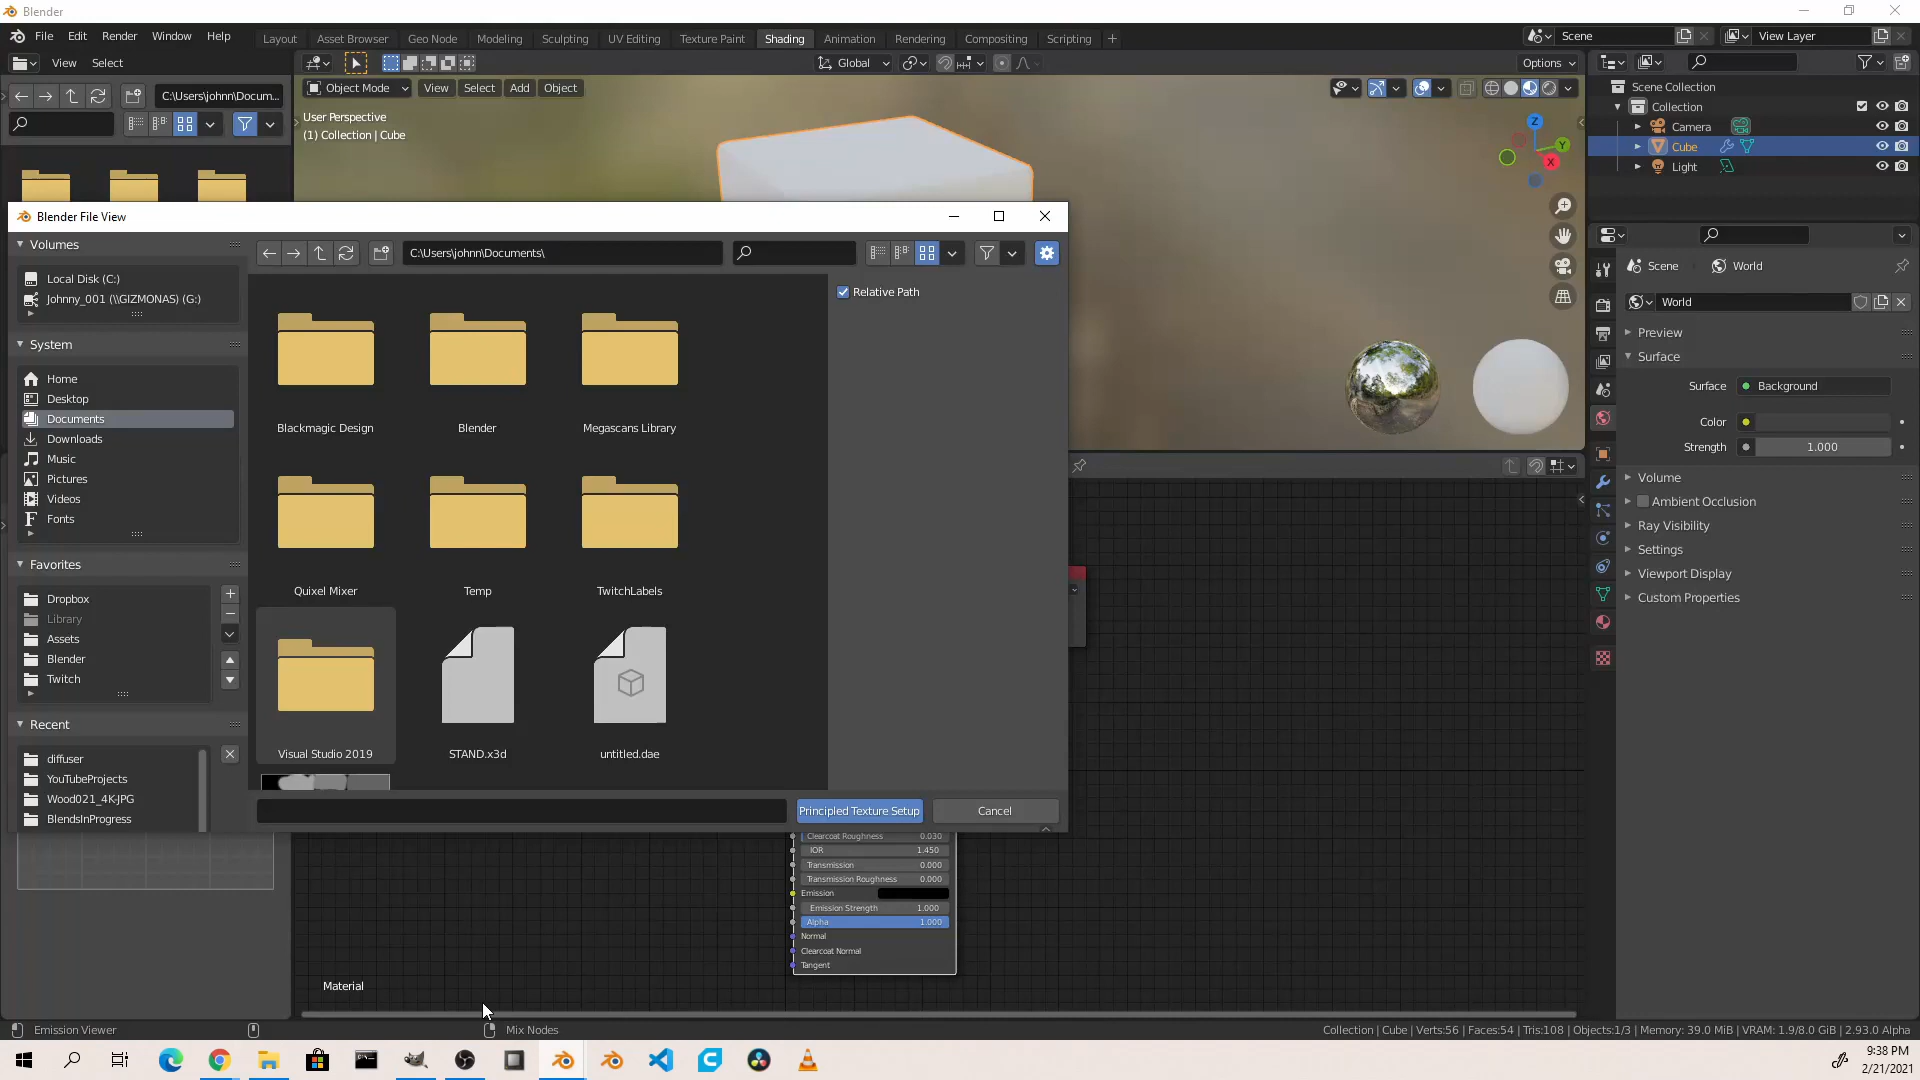 Blender
File Edit Render Window Help
Layout Asset Browser Geo Node Modeling Sculpting UV Editing Texture Paint Shading Animation Rendering Compositing Scripting
Scene
View Layer
View Select
Global
Options
C:\Users\johnn\Docum...
Object Mode View Select Add Object
User Perspective
(1) Collection | Cube
Z
Y
X
Scene Collection
Collection
Camera
Cube
Light
Blender File View
Volumes
Local Disk (C:)
Johnny_001 (\\GIZMONAS) (G:)
System
Home
Desktop
Documents
Downloads
Music
Pictures
Videos
Fonts
Favorites
Dropbox
Library
Assets
Blender
Twitch
Recent
diffuser
YouTubeProjects
Wood021_4K-JPG
BlendsInProgress
C:\Users\johnn\Documents\
Blackmagic Design
Blender
Megascans Library
Quixel Mixer
Temp
TwitchLabels
Visual Studio 2019
STAND.x3d
untitled.dae
Relative Path
Principled Texture Setup
Cancel
Scene World
World
Preview
Surface
Surface Background
Color
Strength 1.000
Volume
Ambient Occlusion
Ray Visibility
Settings
Viewport Display
Custom Properties
Clearcoat Roughness 0.030
IOR 1.450
Transmission 0.000
Transmission Roughness 0.000
Emission
Emission Strength 1.000
Alpha 1.000
Normal
Clearcoat Normal
Tangent
Material
Emission Viewer
Mix Nodes
Collection | Cube | Verts:56 | Faces:54 | Tris:108 | Objects:1/3 | Memory: 39.0 MiB | VRAM: 1.9/8.0 GiB | 2.93.0 Alpha
9:38 PM
2/21/2021